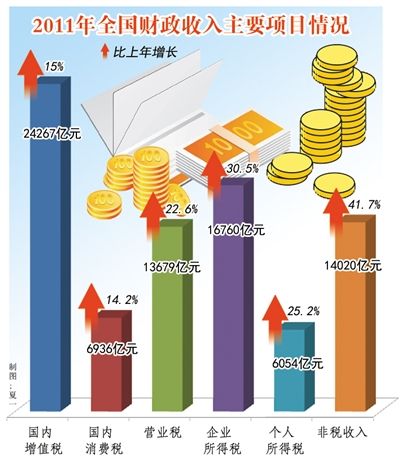 2011年全国财政收入主要项目情况
比上年增长
15%
24267亿元
14.2%
6936亿元
22.6%
13679亿元
30.5%
16760亿元
25.2%
6054亿元
41.7%
14020亿元
国内
增值税
国内
消费税
营业税
企业
所得税
个人
所得税
非税收入
制图：夏一
100
100
100